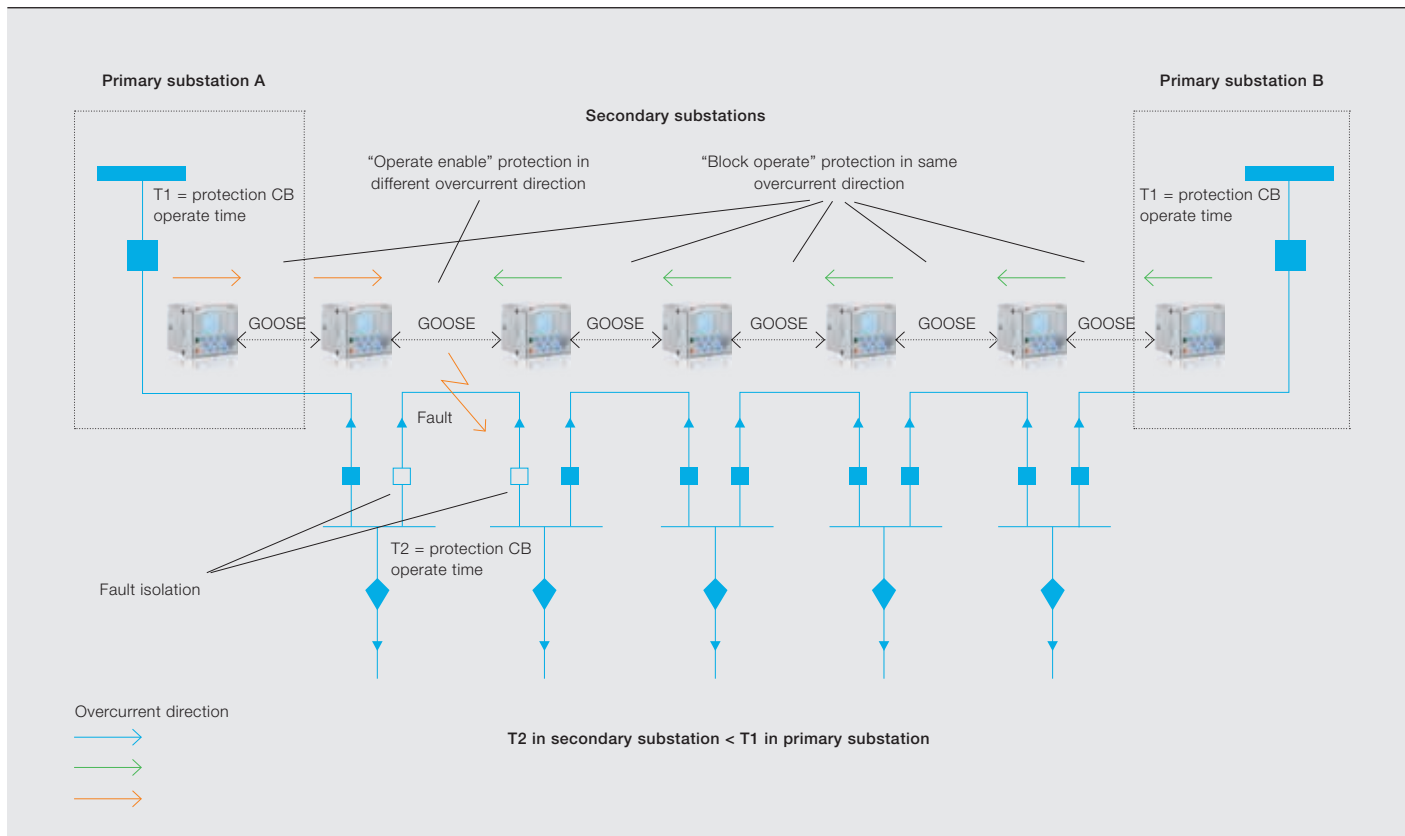 Primary substation A
Primary substation B
Secondary substations
“Operate enable” protection in
different overcurrent direction
“Block operate” protection in same
overcurrent direction
T1 = protection CB
operate time
T1 = protection CB
operate time
GOOSE
GOOSE
GOOSE
GOOSE
GOOSE
GOOSE
Fault
T2 = protection CB
operate time
Fault isolation
Overcurrent direction
T2 in secondary substation < T1 in primary substation